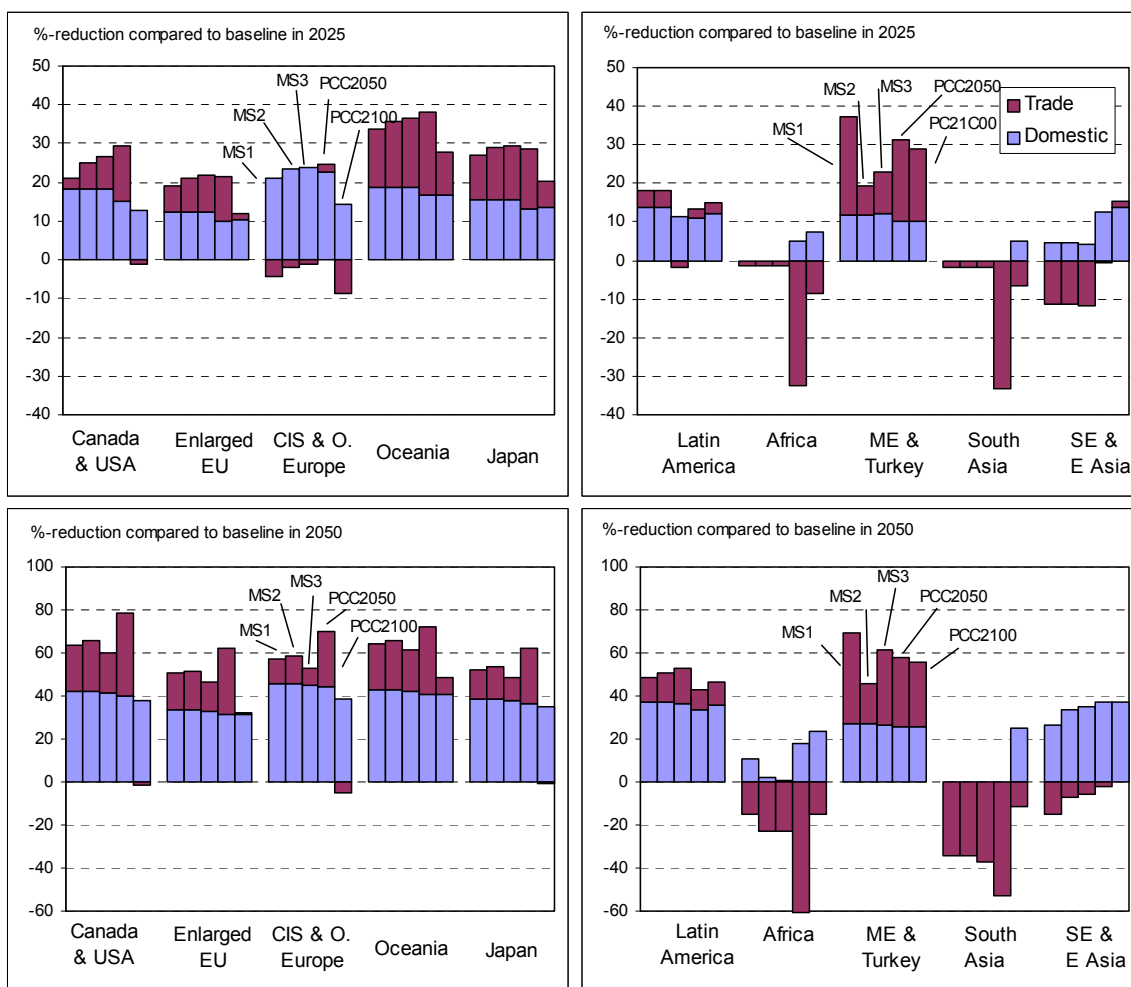 %-reduction compared to baseline in 2025
50
40
30
20
10
0
-10
-20
-30
-40
MS1
MS2
MS3
PCC2050
PCC2100
Canada & USA
Enlarged EU
CIS & O. Europe
Oceania
Japan
%-reduction compared to baseline in 2025
50
40
30
20
10
0
-10
-20
-30
-40
MS1
MS2
MS3
PCC2050
PC21C00
Trade
Domestic
Latin America
Africa
ME & Turkey
South Asia
SE & E Asia
%-reduction compared to baseline in 2050
100
80
60
40
20
0
-20
-40
-60
MS1
MS2
MS3
PCC2050
PCC2100
Canada & USA
Enlarged EU
CIS & O. Europe
Oceania
Japan
%-reduction compared to baseline in 2050
100
80
60
40
20
0
-20
-40
-60
MS1
MS2
MS3
PCC2050
PCC2100
Latin America
Africa
ME & Turkey
South Asia
SE & E Asia